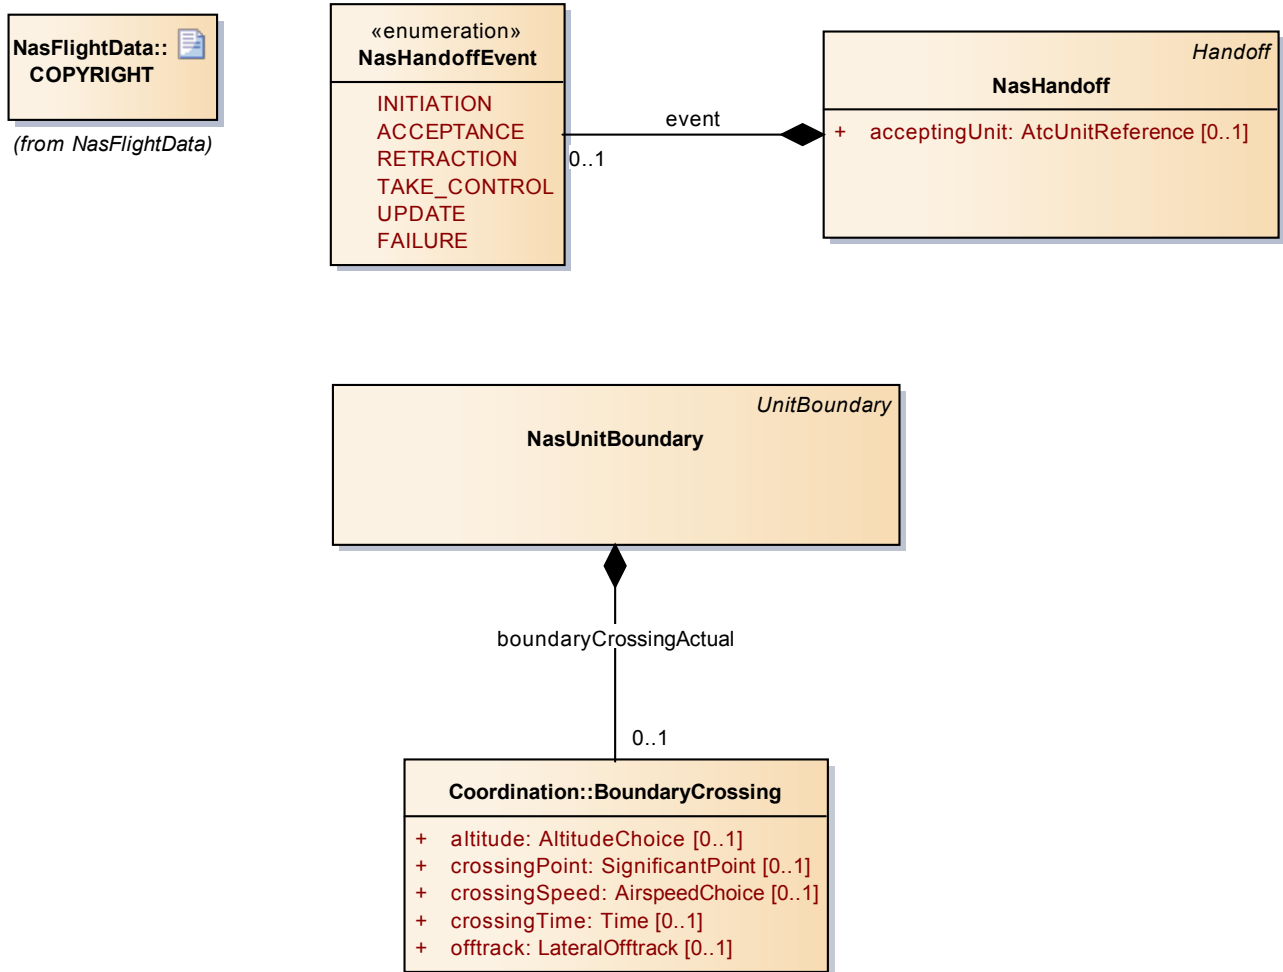 NasFlightData::
COPYRIGHT
(from NasFlightData)
«enumeration»
NasHandoffEvent
INITIATION
ACCEPTANCE
RETRACTION
TAKE_CONTROL
UPDATE
FAILURE
event
0..1
Handoff
NasHandoff
+ acceptingUnit: AtcUnitReference [0..1]
UnitBoundary
NasUnitBoundary
boundaryCrossingActual
0..1
Coordination::BoundaryCrossing
+ altitude: AltitudeChoice [0..1]
+ crossingPoint: SignificantPoint [0..1]
+ crossingSpeed: AirspeedChoice [0..1]
+ crossingTime: Time [0..1]
+ offtrack: LateralOfftrack [0..1]